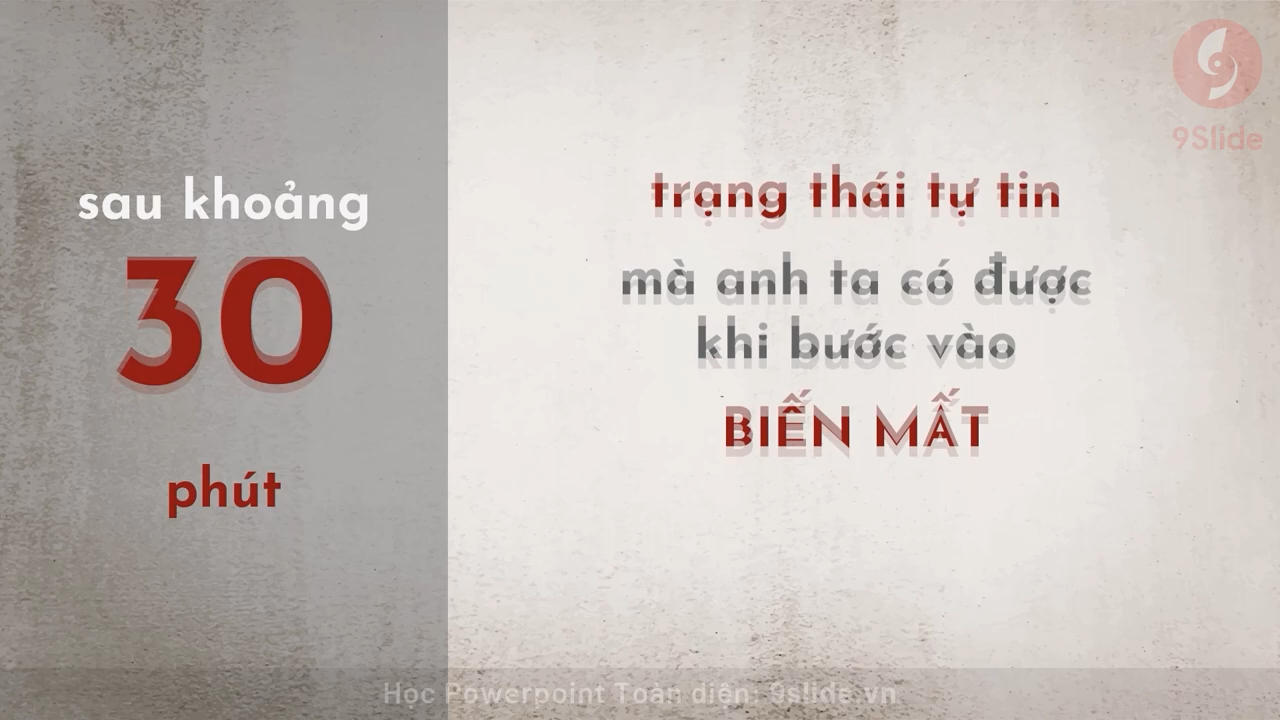 sau khoảng
30
phút
trạng thái tự tin
mà anh ta có được
khi bước vào
BIẾN MẤT
9Slide
Học Powerpoint Toàn diện: 9slide.vn